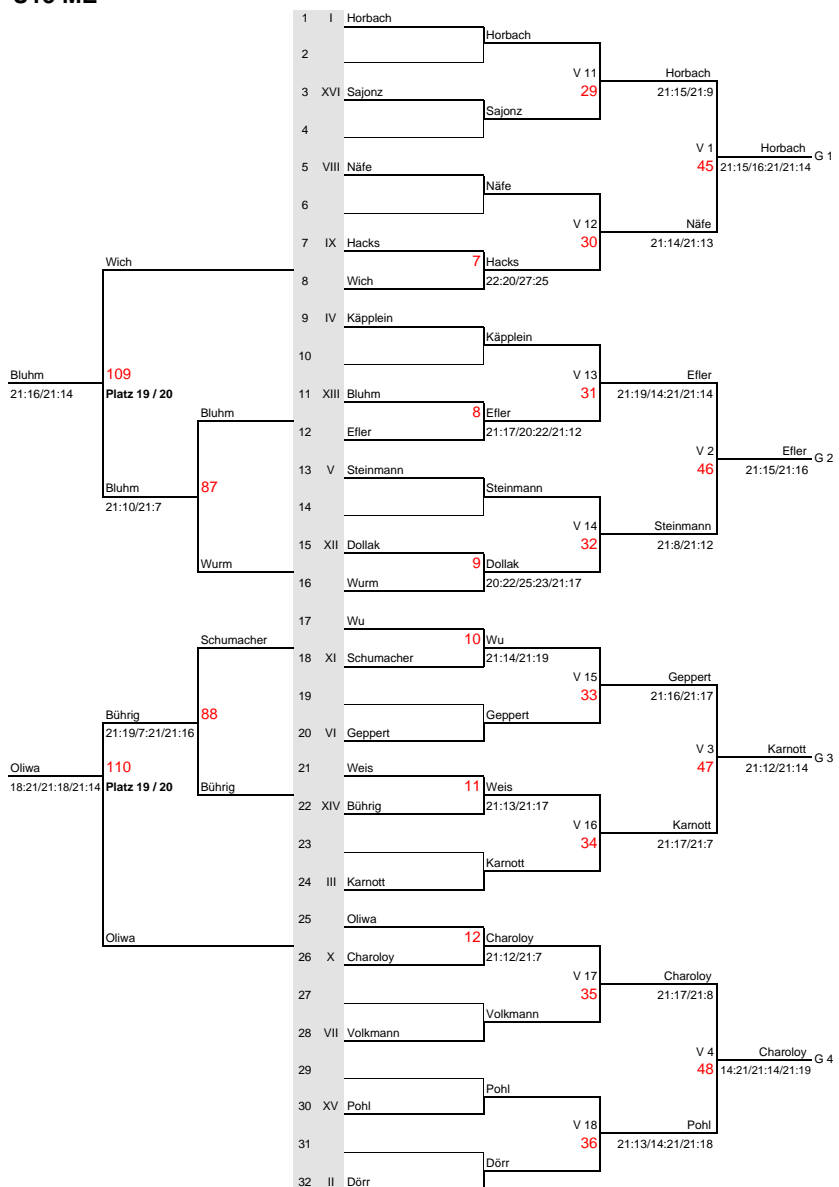 1 I Horbach
Horbach
2
V 11 Horbach
3 XVI Sajonz 29 21:15/21:9
Sajonz
4
V 1 Horbach G 1
5 VIII Näfe 45 21:15/16:21/21:14
Näfe
6
V 12 Näfe
7 IX Hacks 30 21:14/21:13
Wich 7 Hacks
8 Wich 22:20/27:25
9 IV Käpplein
Käpplein
10
Bluhm 109 V 13 Efler
21:16/21:14 Platz 19 / 20 11 XIII Bluhm 31 21:19/14:21/21:14
Bluhm 8 Efler
12 Efler 21:17/20:22/21:12
V 2 Efler G 2
13 V Steinmann 46 21:15/21:16
Bluhm 87 Steinmann
21:10/21:7 14
V 14 Steinmann
15 XII Dollak 32 21:8/21:12
Wurm 9 Dollak
16 Wurm 20:22/25:23/21:17
17 Wu
Schumacher 10 Wu
18 XI Schumacher 21:14/21:19
V 15 Geppert
19 33 21:16/21:17
Bührig 88 Geppert
21:19/7:21/21:16 20 VI Geppert
V 3 Karnott G 3
Oliwa 110 21 Weis 47 21:12/21:14
18:21/21:18/21:14 Platz 19 / 20 Bührig 11 Weis
22 XIV Bührig 21:13/21:17
V 16 Karnott
23 34 21:17/21:7
Karnott
24 III Karnott
25 Oliwa
Oliwa 12 Charoloy
26 X Charoloy 21:12/21:7
V 17 Charoloy
27 35 21:17/21:8
Volkmann
28 VII Volkmann
V 4 Charoloy G 4
29 48 14:21/21:14/21:19
Pohl
30 XV Pohl
V 18 Pohl
31 36 21:13/14:21/21:18
Dörr
32 II Dörr